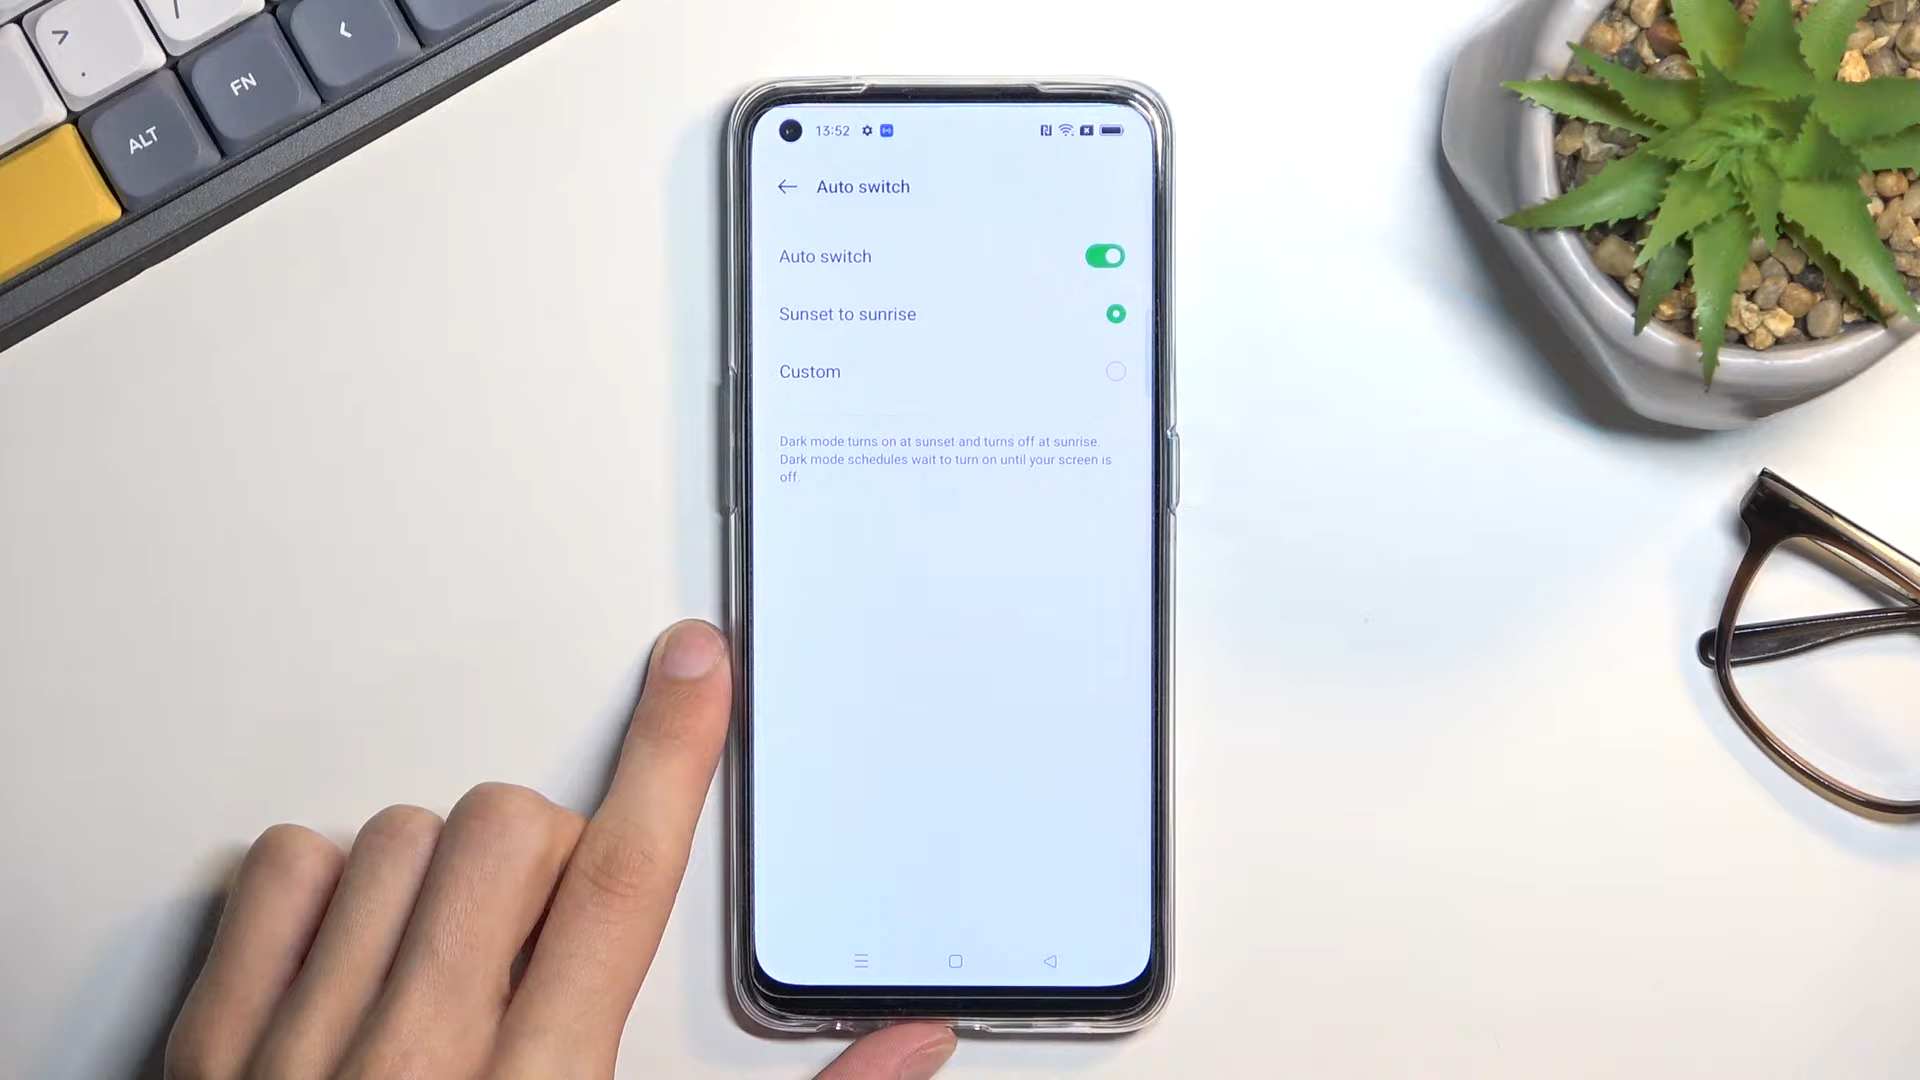 ALT
FN
13:52
Auto switch
Auto switch
Sunset to sunrise
Custom
Dark mode turns on at sunset and turns off at sunrise.
Dark mode schedules wait to turn on until your screen is
off.